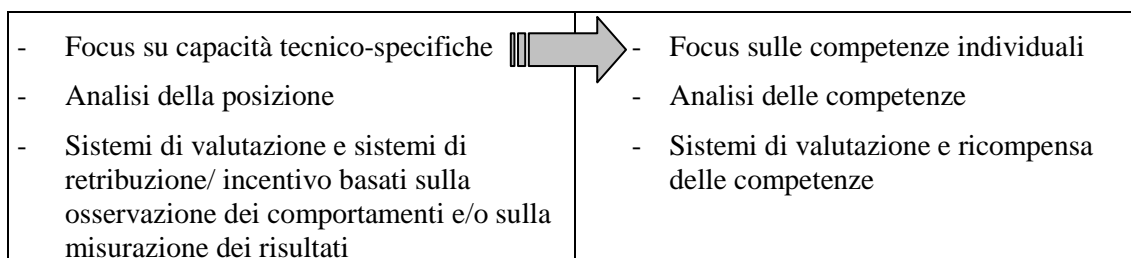 - Focus su capacità tecnico-specifiche
- Analisi della posizione
- Sistemi di valutazione e sistemi di
retribuzione/ incentivo basati sulla
osservazione dei comportamenti e/o sulla
misurazione dei risultati
- Focus sulle competenze individuali
- Analisi delle competenze
- Sistemi di valutazione e ricompensa
delle competenze